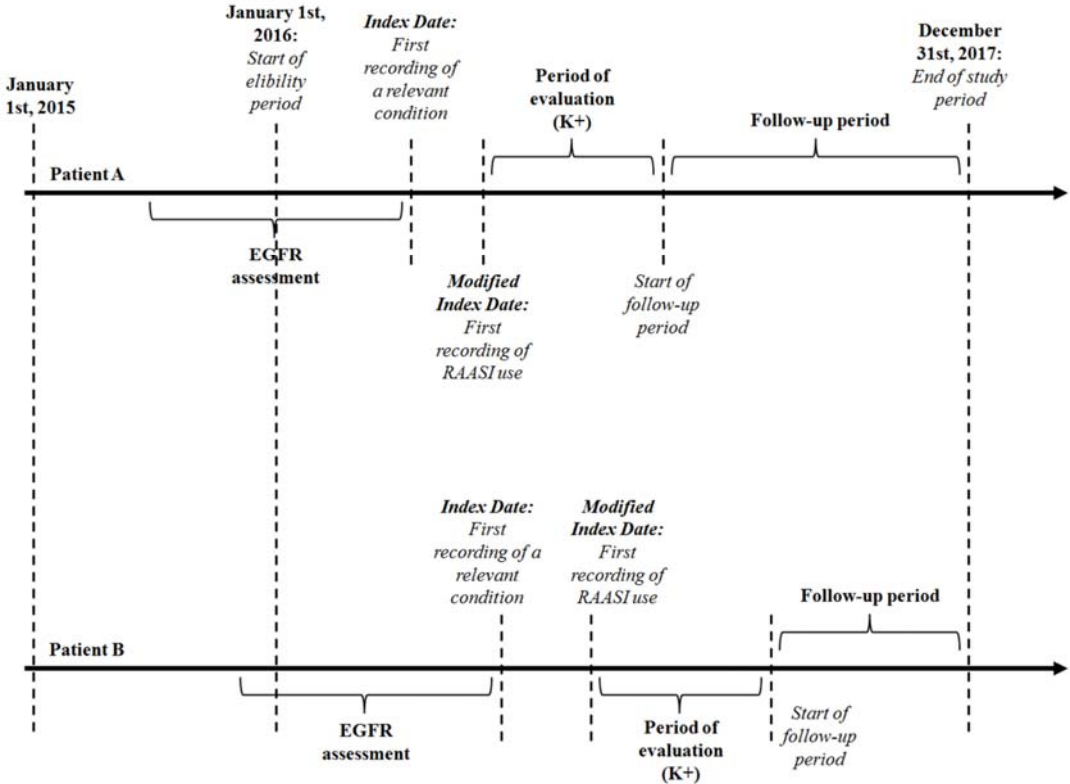 January
1st, 2015
January 1st,
2016:
Start of
elibility
period
Index Date:
First
recording of
a relevant
condition
Period of
evaluation
(K+)
Follow-up period
December
31st, 2017:
End of study
period
Patient A
EGFR
assessment
Modified
Index Date:
First
recording of
RAASI use
Start of
follow-up
period
Index Date:
First
recording of a
relevant
condition
Modified
Index Date:
First
recording of
RAASI use
Follow-up period
Patient B
EGFR
assessment
Period of
evaluation
(K+)
Start of
follow-up
period